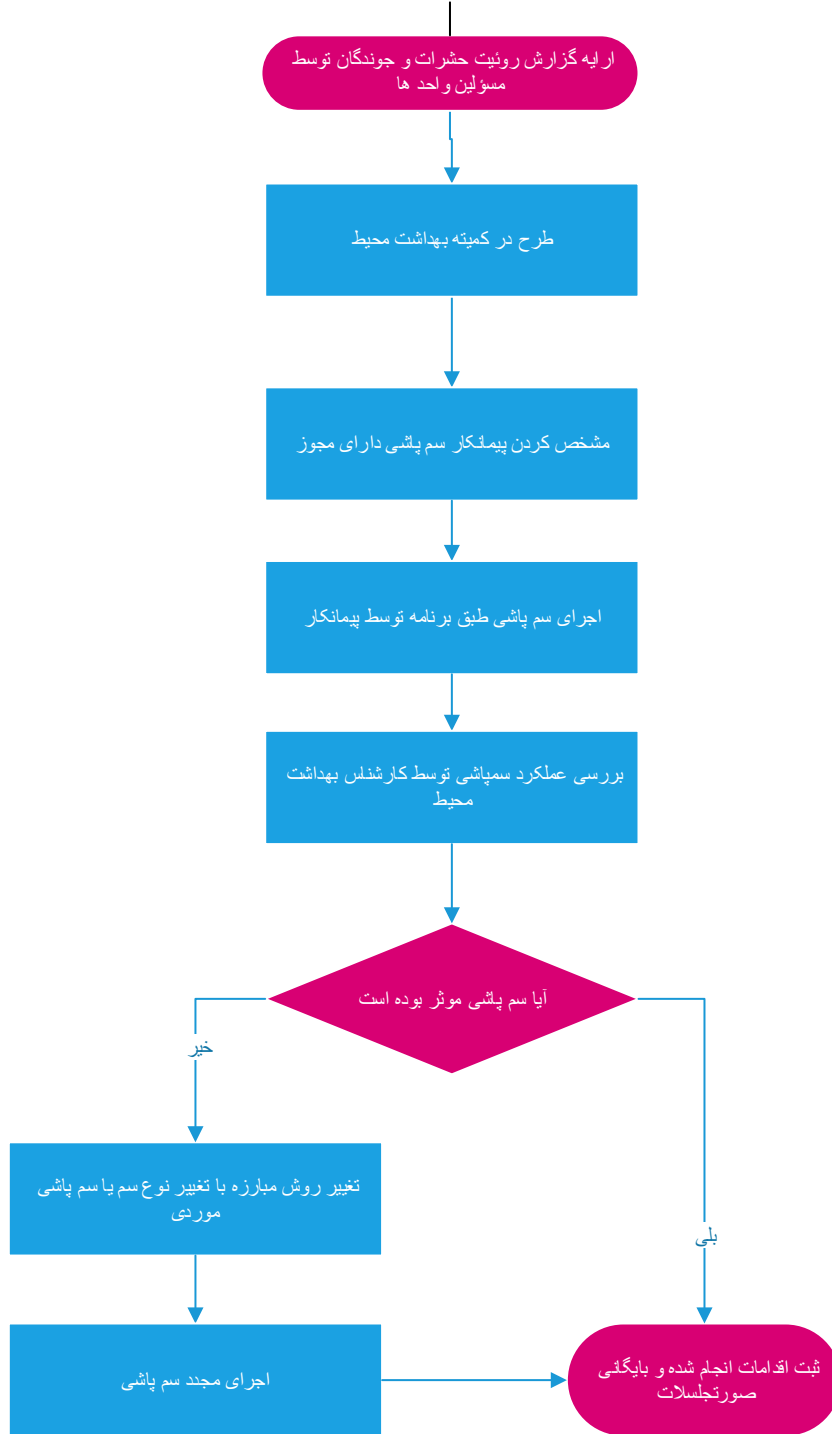 ارایه گزارش روئیت حشرات و جوندگان توسط
مسؤلین واحد ها
طرح در کمیته بهداشت محیط
مشخص کردن پیمانکار سم پاشی دارای مجوز
اجرای سم پاشی طبق برنامه توسط پیمانکار
بررسی عملکرد سمپاشی توسط کارشناس بهداشت
محیط
آیا سم پاشی موثر بوده است
خیر
تغییر روش مبارزه با تغییر نوع سم یا سم پاشی
موردی
بلی
اجرای مجدد سم پاشی
ثبت اقدامات انجام شده و بایگانی
صورتجلسلات